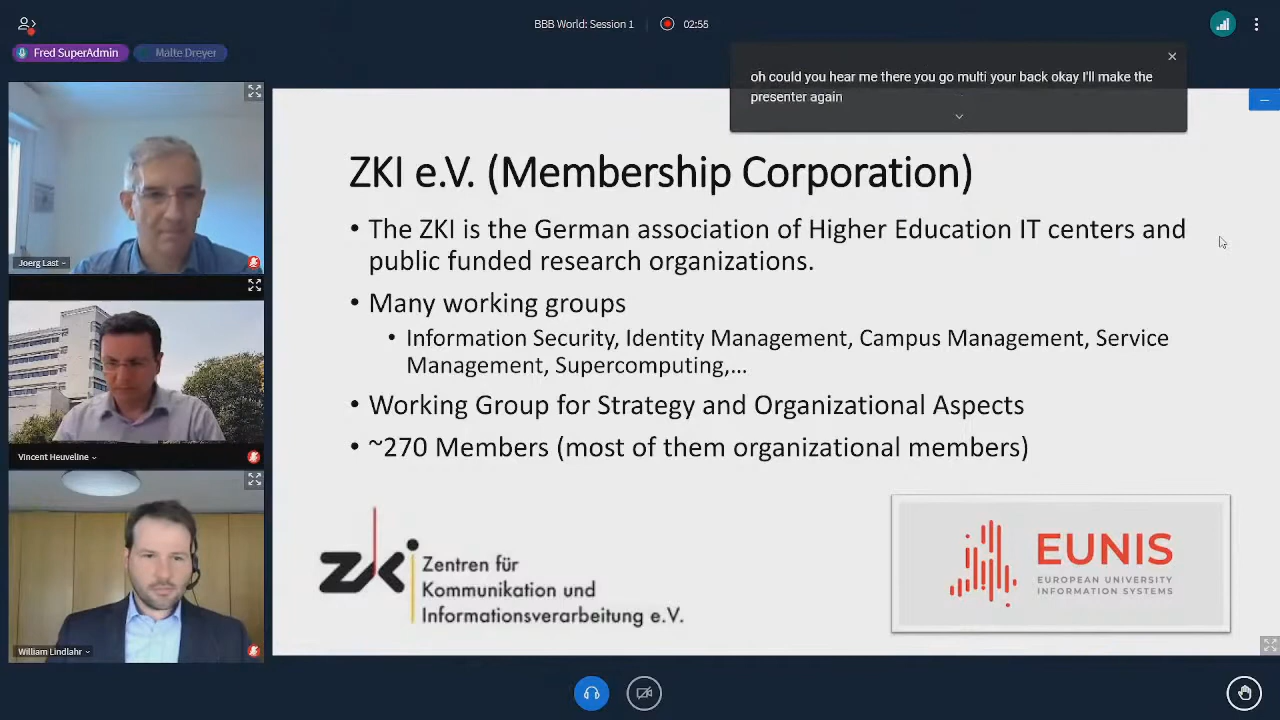 BBB World: Session 1
02:55
Fred SuperAdmin
Malte Dreyer
oh could you hear me there you go multi your back okay I'll make the
presenter again
Joerg Last
Vincent Heuveline
William Lindlahr
ZKI e.V. (Membership Corporation)
• The ZKI is the German association of Higher Education IT centers and
public funded research organizations.
• Many working groups
• Information Security, Identity Management, Campus Management, Service
Management, Supercomputing,...
• Working Group for Strategy and Organizational Aspects
• ~270 Members (most of them organizational members)
zki
Zentren für
Kommunikation und
Informationsverarbeitung e.V.
EUNIS
EUROPEAN UNIVERSITY
INFORMATION SYSTEMS